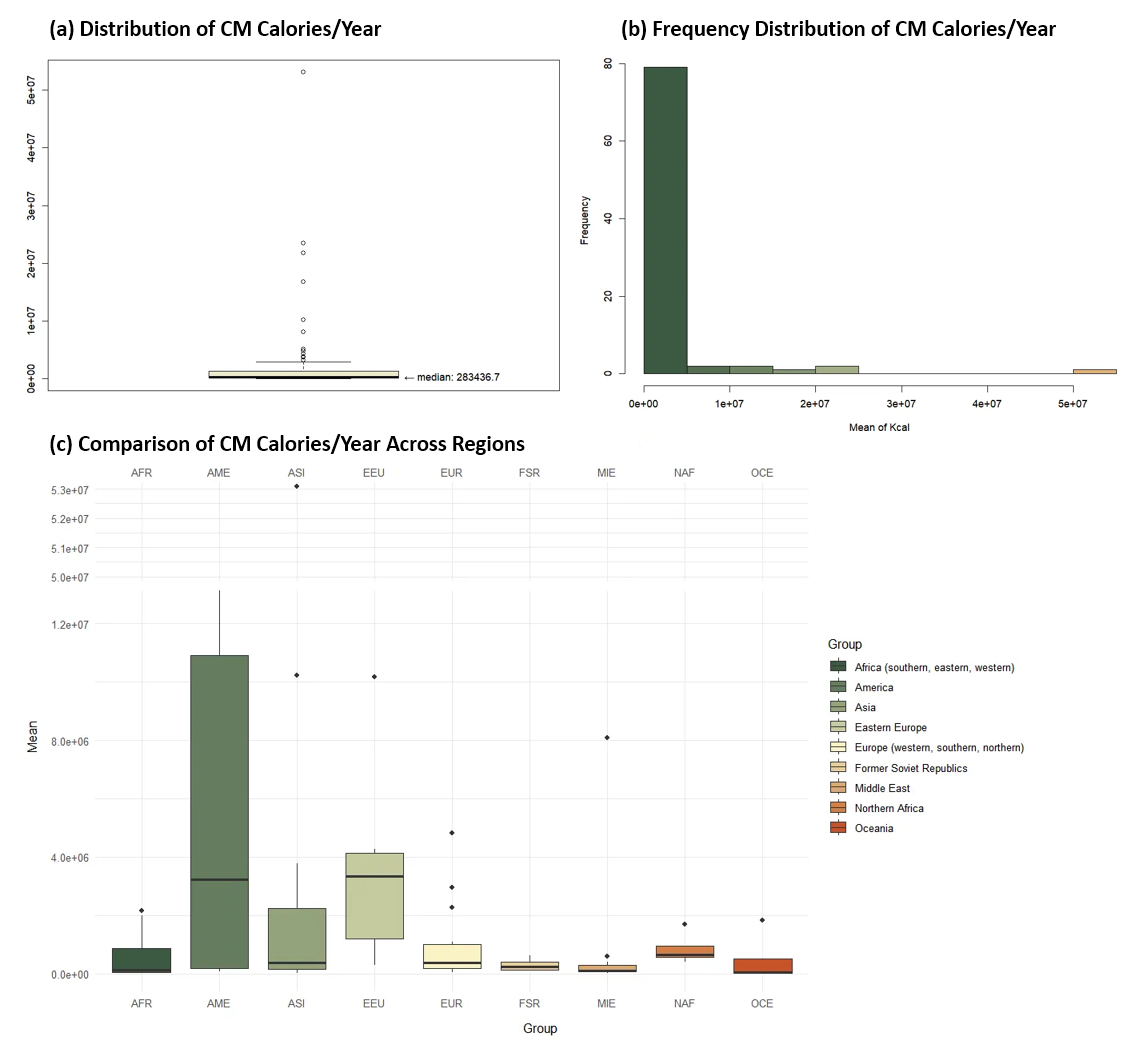 (a) Distribution of CM Calories/Year
5e+07
4e+07
3e+07
2e+07
1e+07
0e+00
← median: 283436.7
(b) Frequency Distribution of CM Calories/Year
80
60
40
20
0
Frequency
0e+00 1e+07 2e+07 3e+07 4e+07 5e+07
Mean of Kcal
(c) Comparison of CM Calories/Year Across Regions
AFR AME ASI EEU EUR FSR MIE NAF OCE
5.3e+07
5.2e+07
5.1e+07
5.0e+07
1.2e+07
8.0e+06
4.0e+06
0.0e+00
Mean
AFR AME ASI EEU EUR FSR MIE NAF OCE
Group
Group
Africa (southern, eastern, western)
America
Asia
Eastern Europe
Europe (western, southern, northern)
Former Soviet Republics
Middle East
Northern Africa
Oceania